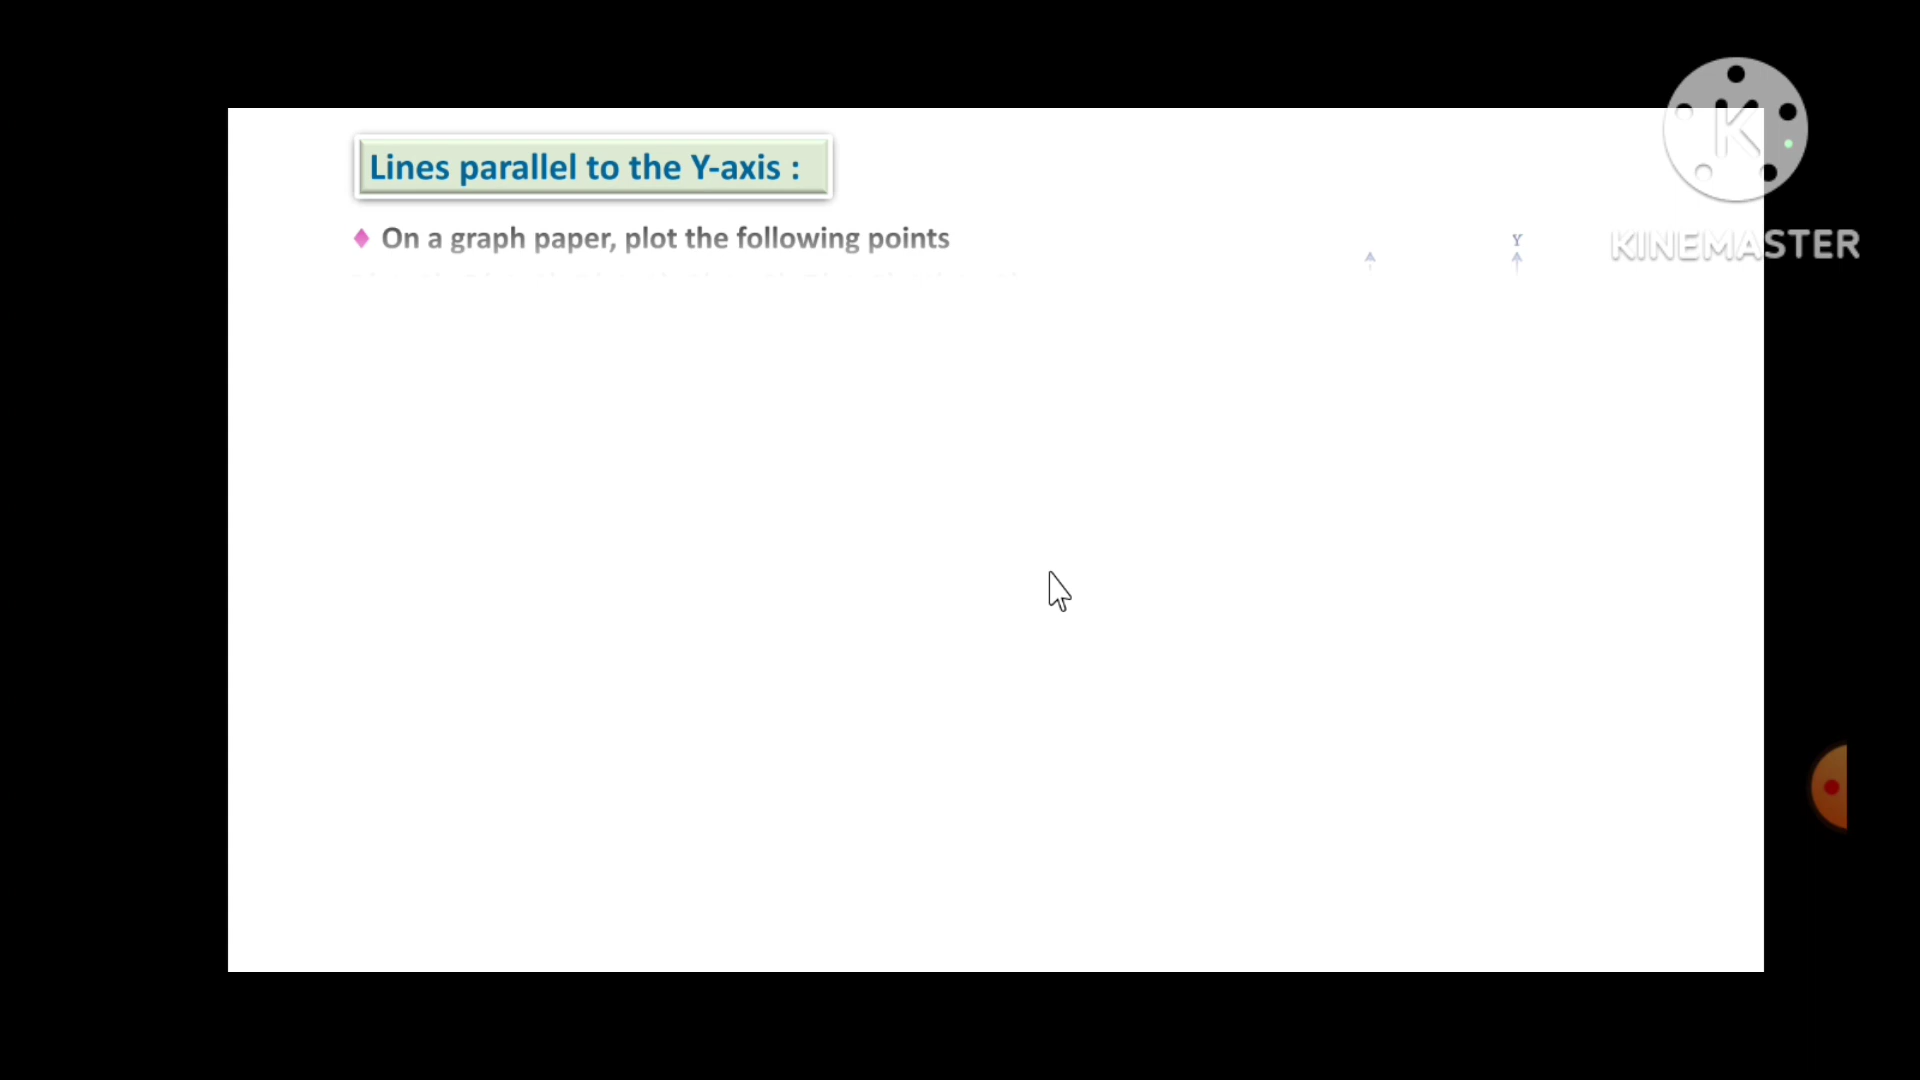 Lines parallel to the Y-axis :
♦ On a graph paper, plot the following points
Y
K
KINEMASTER